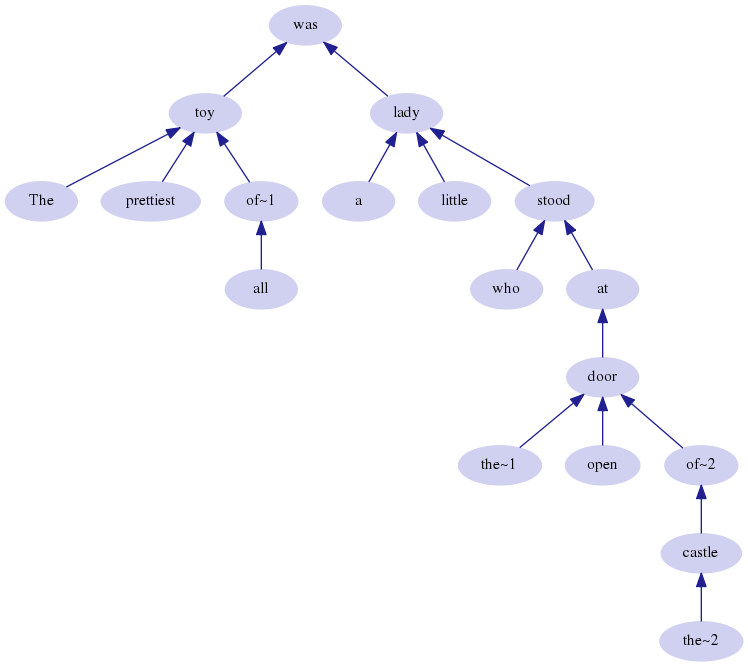 was
toy lady
The prettiest of~1 a little stood
all who at
door
the~1 open of~2
castle
the~2